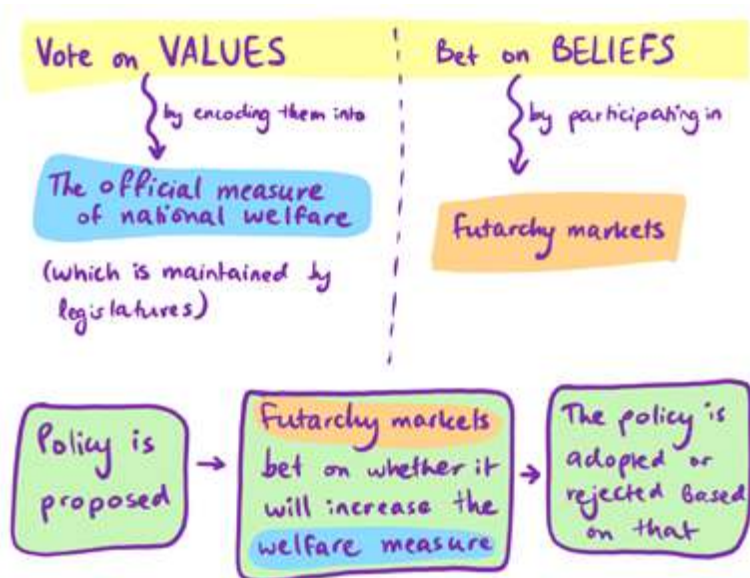 Vote on VALUES
by encoding them into
The official measure
of national welfare
(which is maintained by
legislatures)
Bet on BELIEFS
by participating in
Futarchy markets
Policy is
proposed
Futarchy markets
bet on whether it
will increase the
welfare measure
The policy is
adopted or
rejected based
on that